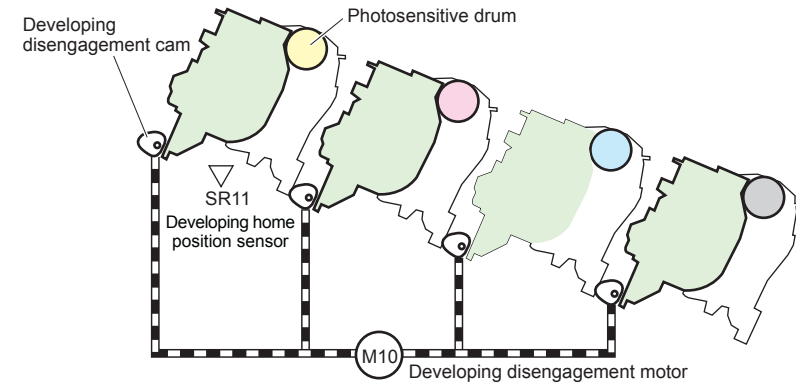 Photosensitive drum
Developing
disengagement cam
SR11
Developing home
position sensor
M10
Developing disengagement motor